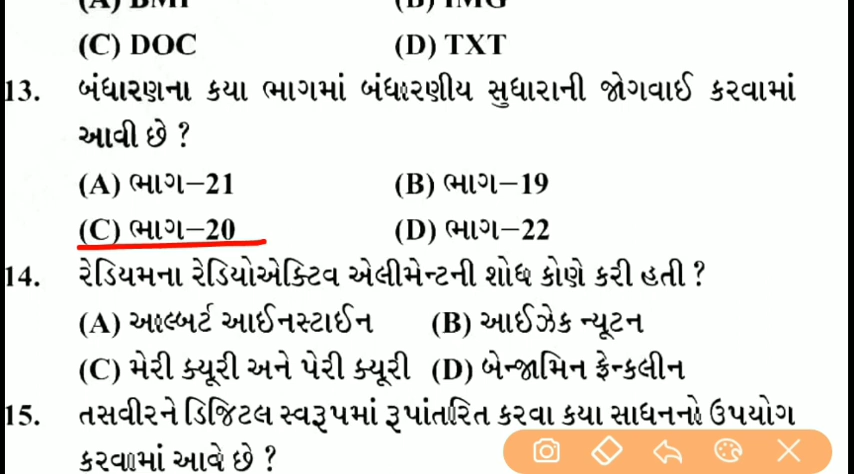 (A) BMP (B) IMG
(C) DOC (D) TXT
13. બંધારણના કયા ભાગમાં બંધારણીય સુધારાની જોગવાઈ કરવામાં
આવી છે ?
(A) ભાગ–21 (B) ભાગ–19
(C) ભાગ–20 (D) ભાગ–22
14. રેડિયમના રેડિયોએક્ટિવ એલીમેન્ટની શોધ કોણે કરી હતી ?
(A) આલ્બર્ટ આઈનસ્ટાઈન (B) આઈઝેક ન્યૂટન
(C) મેરી ક્યૂરી અને પેરી ક્યૂરી (D) બેન્જામિન ફ્રેન્કલીન
15. તસવીરને ડિજિટલ સ્વરૂપમાં રૂપાંતરિત કરવા કયા સાધનનો ઉપયોગ
કરવામાં આવે છે ?